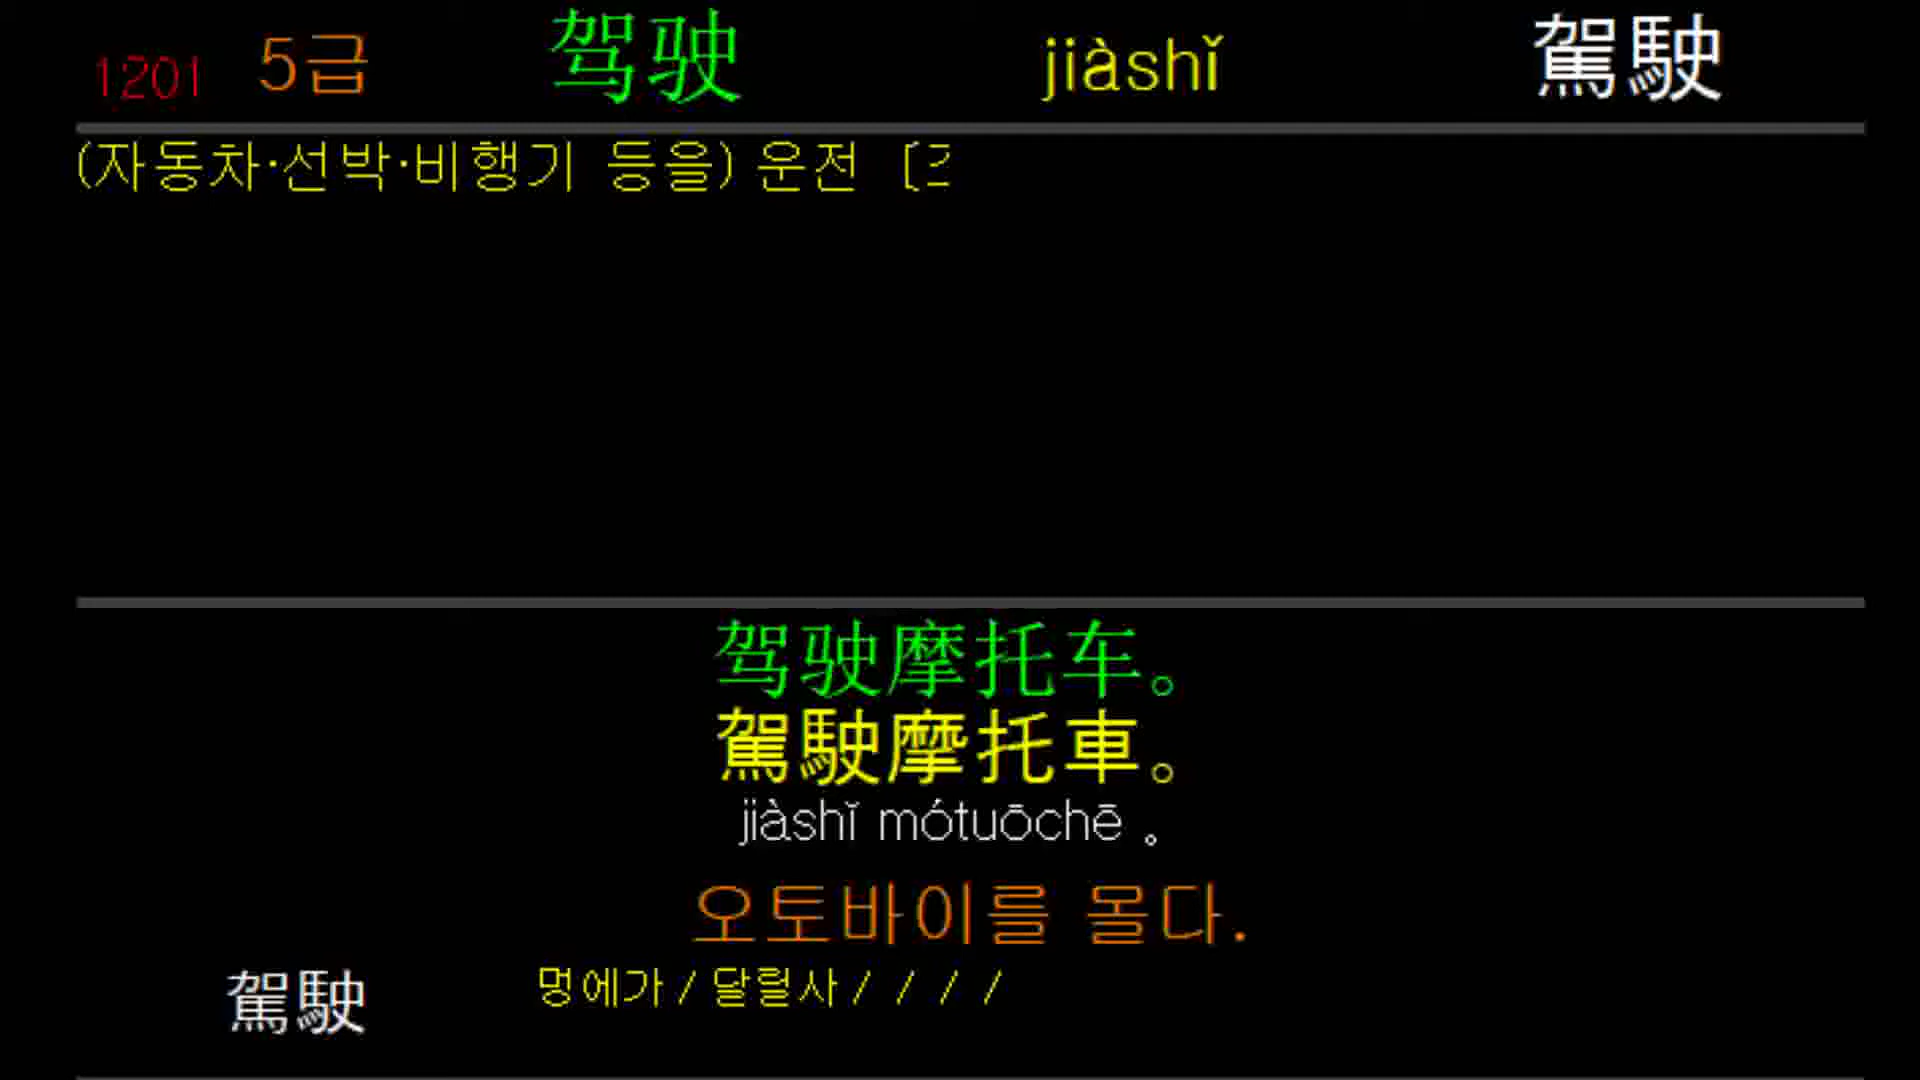 1201 5급 驾驶 jiàshǐ 駕駛
(자동차·선박·비행기 등을) 운전 [
驾驶摩托车。
駕駛摩托車。
jiàshǐ mótuōchē 。
오토바이를 몰다.
駕駛 멍에가 / 달릴사 / / / /